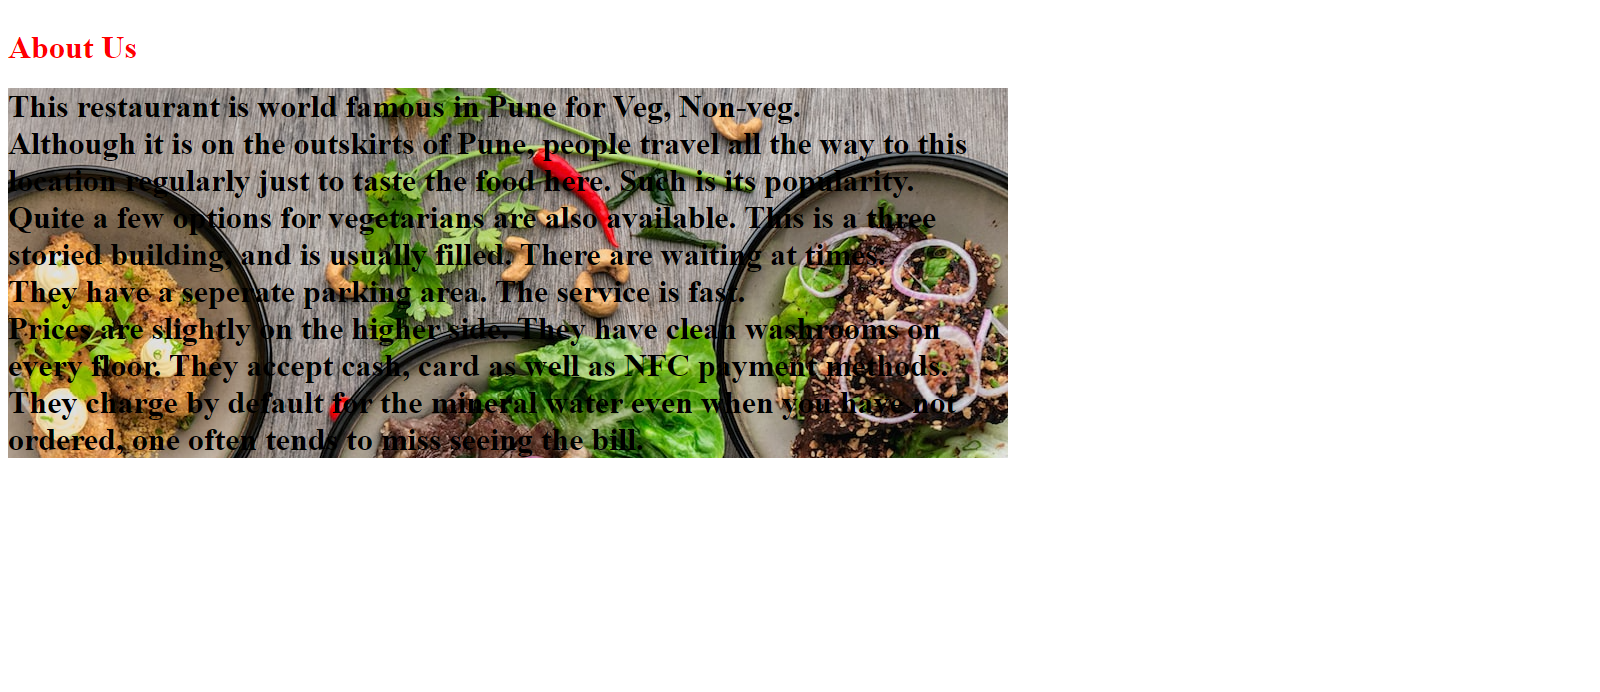 About Us
This restaurant is world famous in Pune for Veg, Non-veg.
Although it is on the outskirts of Pune, people travel all the way to this
location regularly just to taste the food here. Such is its popularity.
Quite a few options for vegetarians are also available. This is a three
storied building, and is usually filled. There are waiting at times.
They have a seperate parking area. The service is fast.
Prices are slightly on the higher side. They have clean washrooms on
every floor. They accept cash, card as well as NFC payment methods.
They charge by default for the mineral water even when you have not
ordered, one often tends to miss seeing the bill.